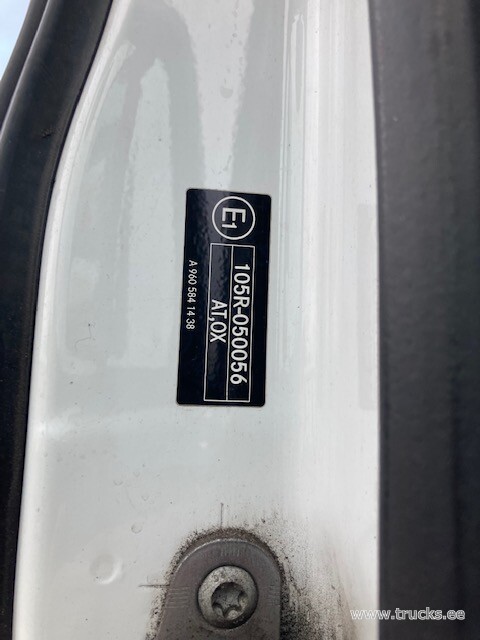 E1
105R-050056
AT,OX
A 960 584 14 38
www.trucks.ee